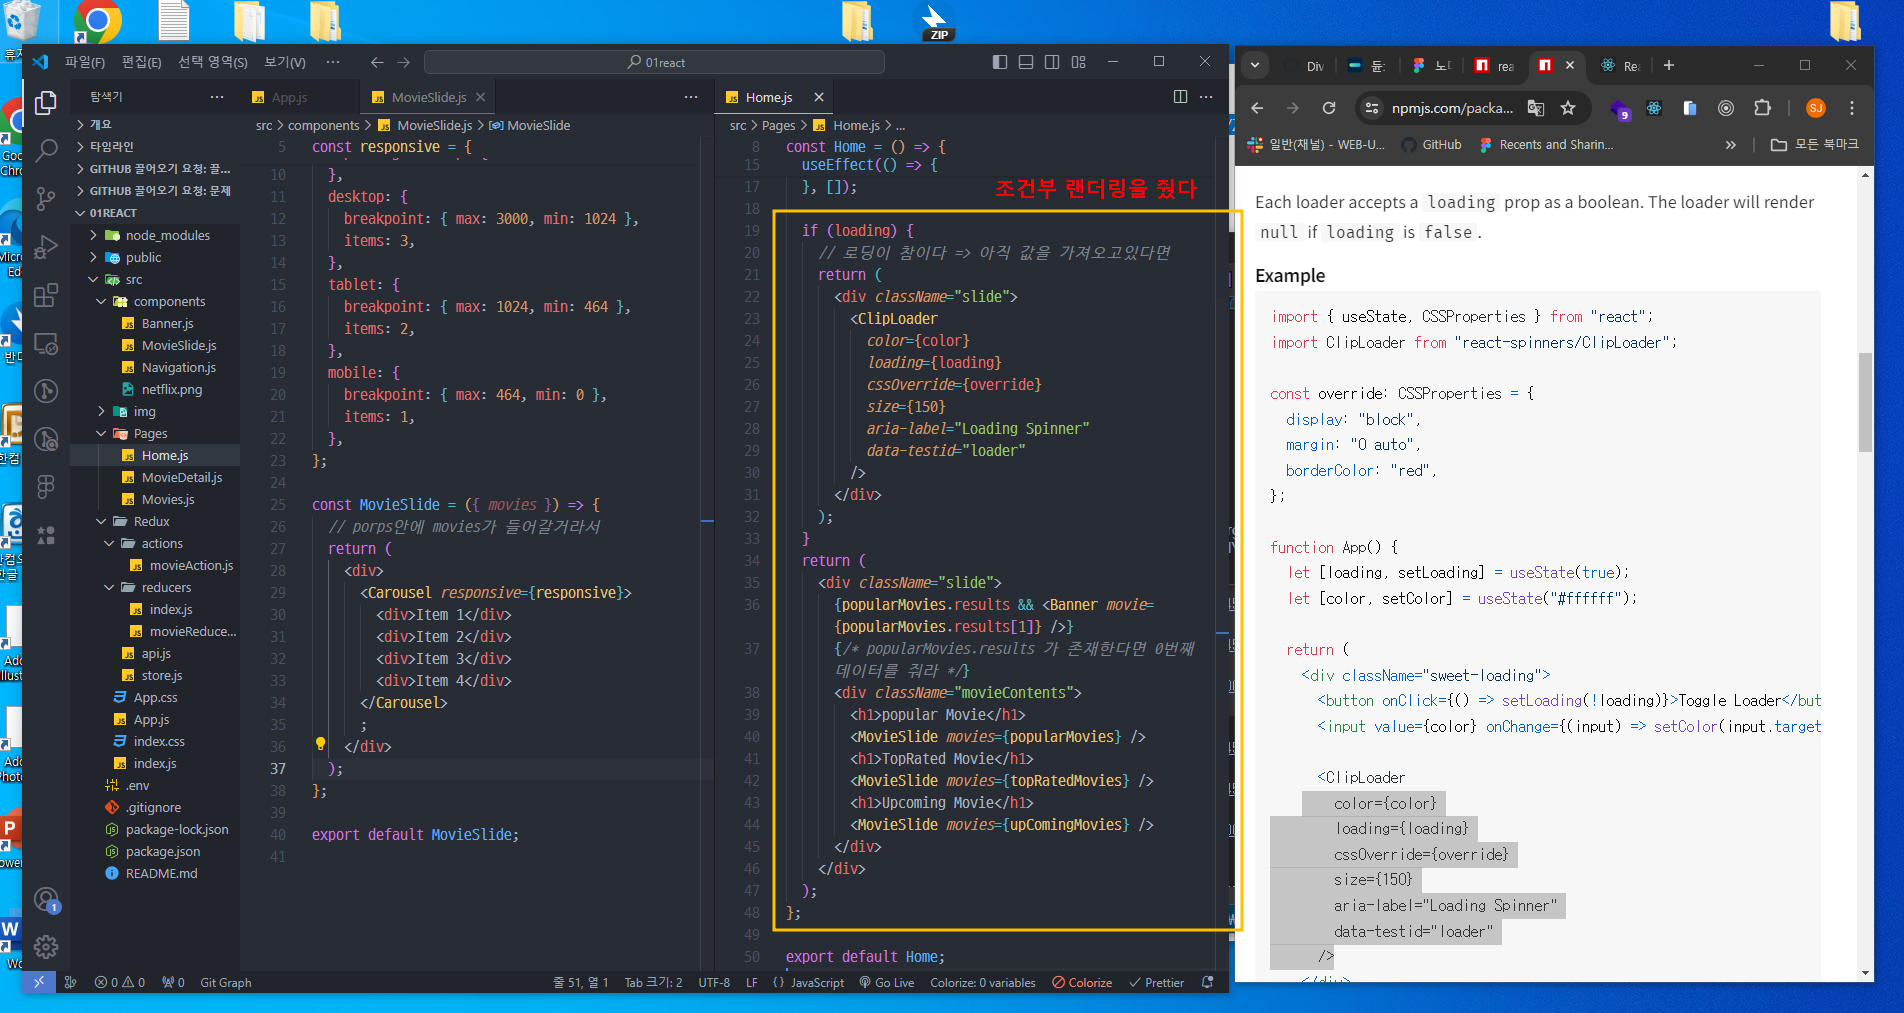 ZIP
파일(F)
편집(E)
선택 영역(S)
보기(V)
01react
탐색기
개요
타임라인
GITHUB 끌어오기 요청: 끌...
GITHUB 끌어오기 요청: 문제
01REACT
node_modules
public
src
components
Banner.js
MovieSlide.js
Navigation.js
netflix.png
img
Pages
Home.js
MovieDetail.js
Movies.js
Redux
actions
movieAction.js
reducers
index.js
movieReduce...
api.js
store.js
App.css
App.js
index.css
index.js
.env
.gitignore
package-lock.json
package.json
README.md
App.js
MovieSlide.js
src > components > MovieSlide.js > MovieSlide
5 const responsive = {
10 },
11 desktop: {
12 breakpoint: { max: 3000, min: 1024 },
13 items: 3,
14 },
15 tablet: {
16 breakpoint: { max: 1024, min: 464 },
17 items: 2,
18 },
19 mobile: {
20 breakpoint: { max: 464, min: 0 },
21 items: 1,
22 },
23 };
24
25 const MovieSlide = ({ movies }) => {
26 // porps안에 movies가 들어갈거라서
27 return (
28 <div>
29 <Carousel responsive={responsive}>
30 <div>Item 1</div>
31 <div>Item 2</div>
32 <div>Item 3</div>
33 <div>Item 4</div>
34 </Carousel>
35 ;
36 </div>
37 );
38 };
39
40 export default MovieSlide;
41
Home.js
src > Pages > Home.js > ...
8 const Home = () => {
15 useEffect(() => {
17 }, []);
조건부 랜더링을 줬다
18
19 if (loading) {
20 // 로딩이 참이다 => 아직 값을 가져오고있다면
21 return (
22 <div className="slide">
23 <ClipLoader
24 color={color}
25 loading={loading}
26 cssOverride={override}
27 size={150}
28 aria-label="Loading Spinner"
29 data-testid="loader"
30 />
31 </div>
32 );
33 }
34 return (
35 <div className="slide">
36 {popularMovies.results && <Banner movie=
{popularMovies.results[1]} />}
37 {/* popularMovies.results 가 존재한다면 0번째
데이터를 줘라 */}
38 <div className="movieContents">
39 <h1>popular Movie</h1>
40 <MovieSlide movies={popularMovies} />
41 <h1>TopRated Movie</h1>
42 <MovieSlide movies={topRatedMovies} />
43 <h1>Upcoming Movie</h1>
44 <MovieSlide movies={upComingMovies} />
45 </div>
46 </div>
47 );
48 };
49
50 export default Home;
1
0 0
0
Git Graph
줄 51, 열 1
Tab 크기: 2
UTF-8
LF
{} JavaScript
Go Live
Colorize: 0 variables
Colorize
Prettier
Div
노
rea
Rea
npmjs.com/packa...
9
SJ
일반(채널) - WEB-U...
GitHub
Recents and Sharin...
모든 북마크
Each loader accepts a loading prop as a boolean. The loader will render
null if loading is false.
Example
import { useState, CSSProperties } from "react";
import ClipLoader from "react-spinners/ClipLoader";
const override: CSSProperties = {
display: "block",
margin: "0 auto",
borderColor: "red",
};
function App() {
let [loading, setLoading] = useState(true);
let [color, setColor] = useState("#ffffff");
return (
<div className="sweet-loading">
<button onClick={() => setLoading(!loading)}>Toggle Loader</but
<input value={color} onChange={(input) => setColor(input.target
<ClipLoader
color={color}
loading={loading}
cssOverride={override}
size={150}
aria-label="Loading Spinner"
data-testid="loader"
/>
</div>